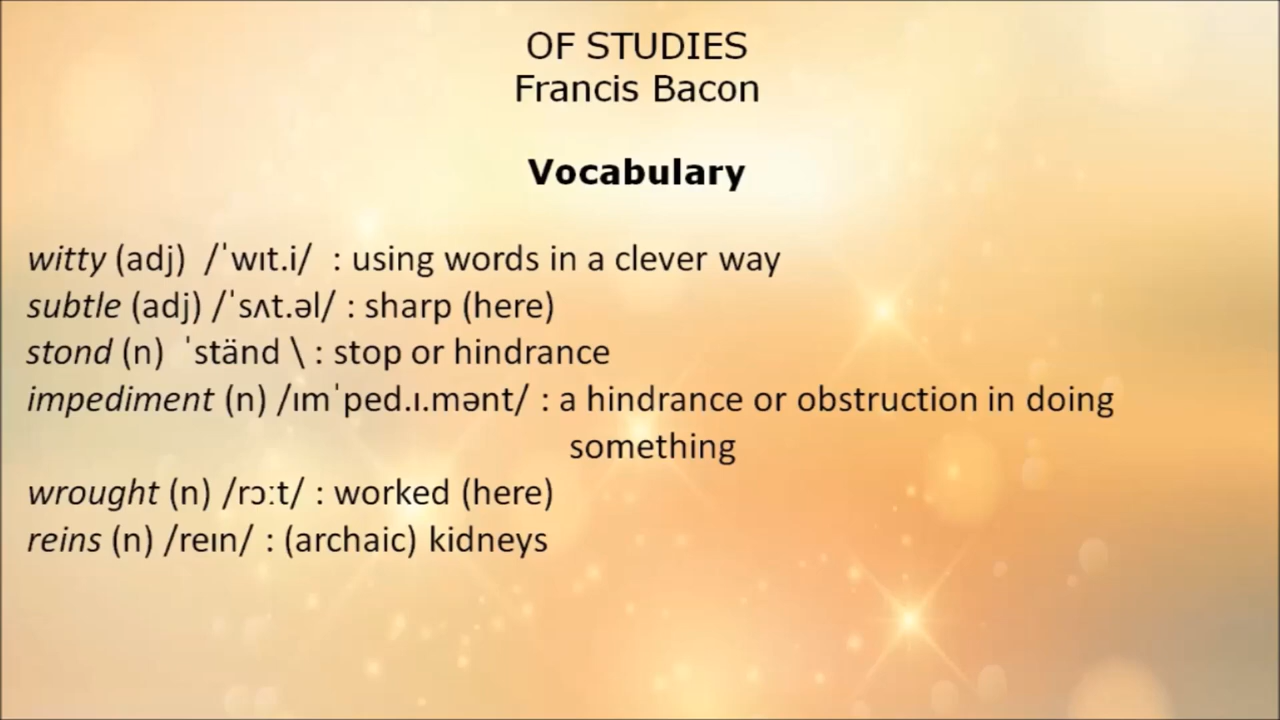 OF STUDIES
Francis Bacon
Vocabulary
witty (adj) /ˈwɪt.i/ : using words in a clever way
subtle (adj) /ˈsʌt.əl/ : sharp (here)
stond (n) ˈständ \ : stop or hindrance
impediment (n) /ɪmˈped.ɪ.mənt/ : a hindrance or obstruction in doing
something
wrought (n) /rɔːt/ : worked (here)
reins (n) /reɪn/ : (archaic) kidneys